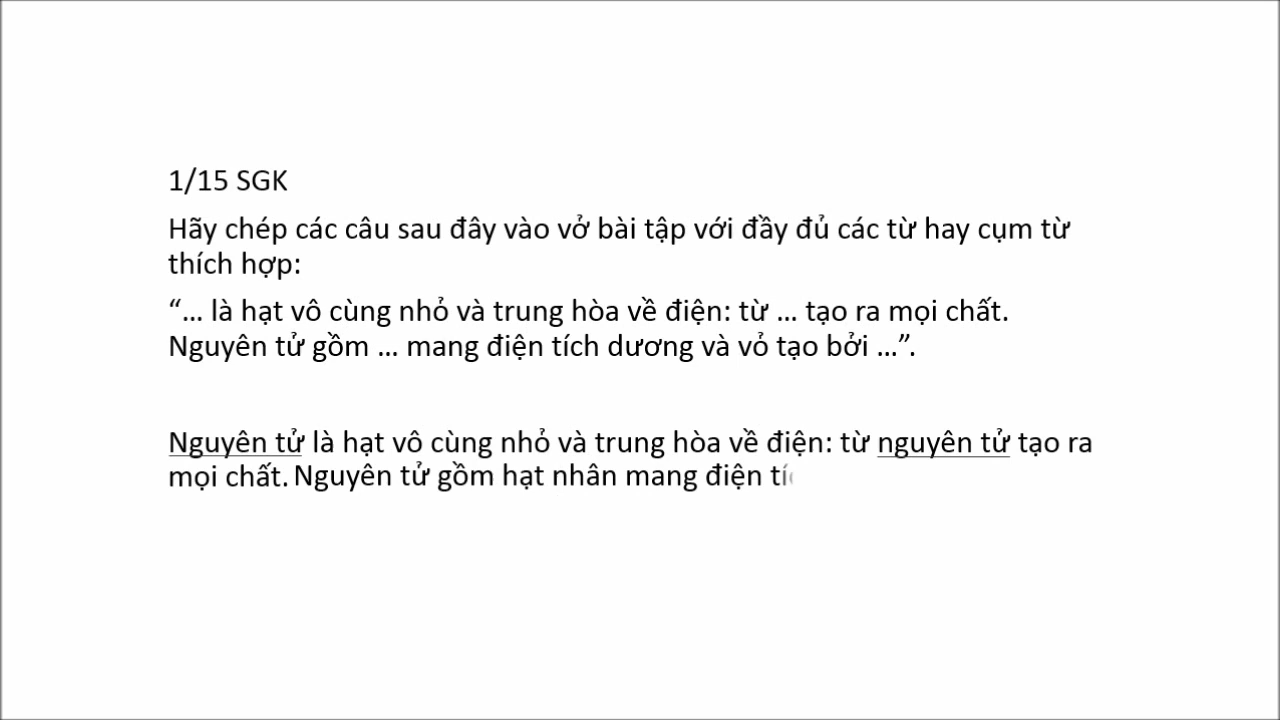 1/15 SGK
Hãy chép các câu sau đây vào vở bài tập với đầy đủ các từ hay cụm từ
thích hợp:
“... là hạt vô cùng nhỏ và trung hòa về điện: từ ... tạo ra mọi chất.
Nguyên tử gồm ... mang điện tích dương và vỏ tạo bởi ...”.
Nguyên tử là hạt vô cùng nhỏ và trung hòa về điện: từ nguyên tử tạo ra
mọi chất. Nguyên tử gồm hạt nhân mang điện